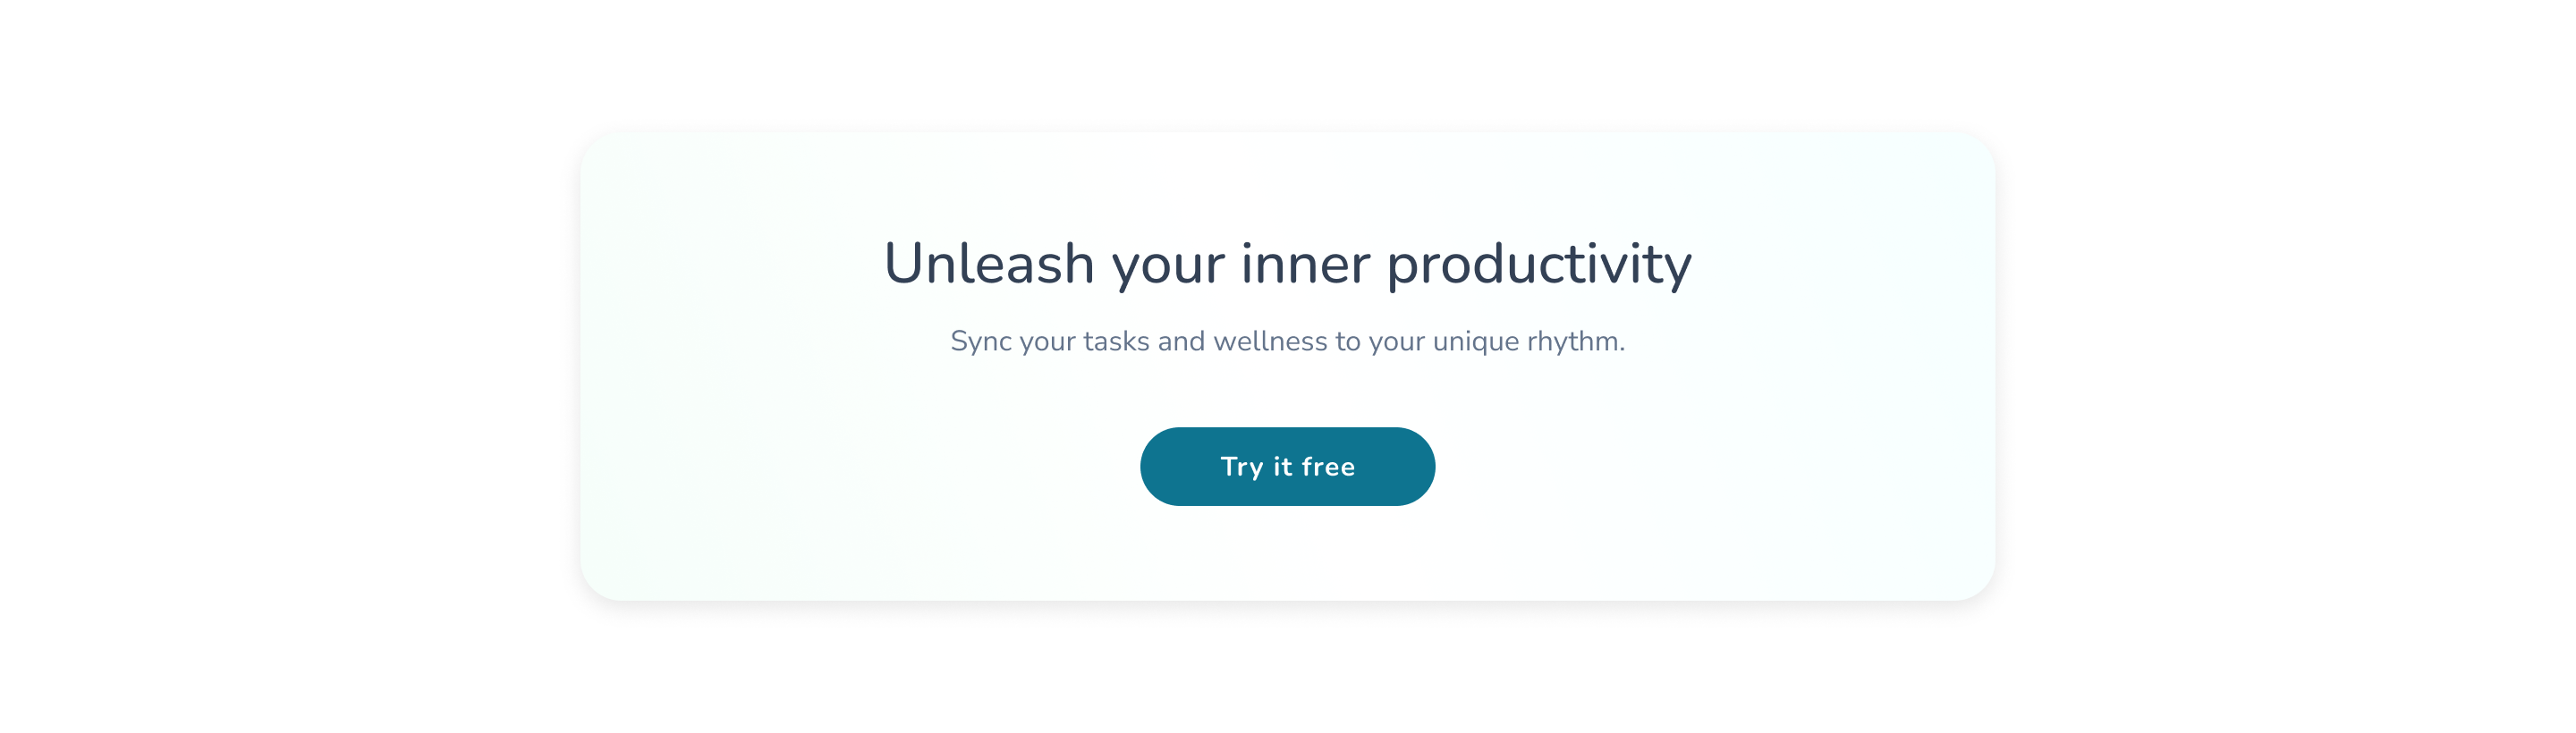 Unleash your inner productivity
Sync your tasks and wellness to your unique rhythm.
Try it free